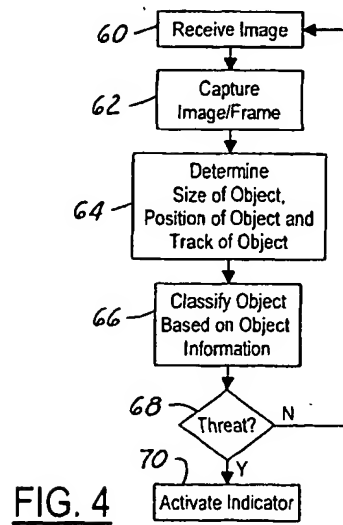 60
Receive Image
62
Capture
Image/Frame
64
Determine
Size of Object,
Position of Object and
Track of Object
66
Classify Object
Based on Object
Information
68
Threat?
N
Y
70
Activate Indicator
FIG. 4